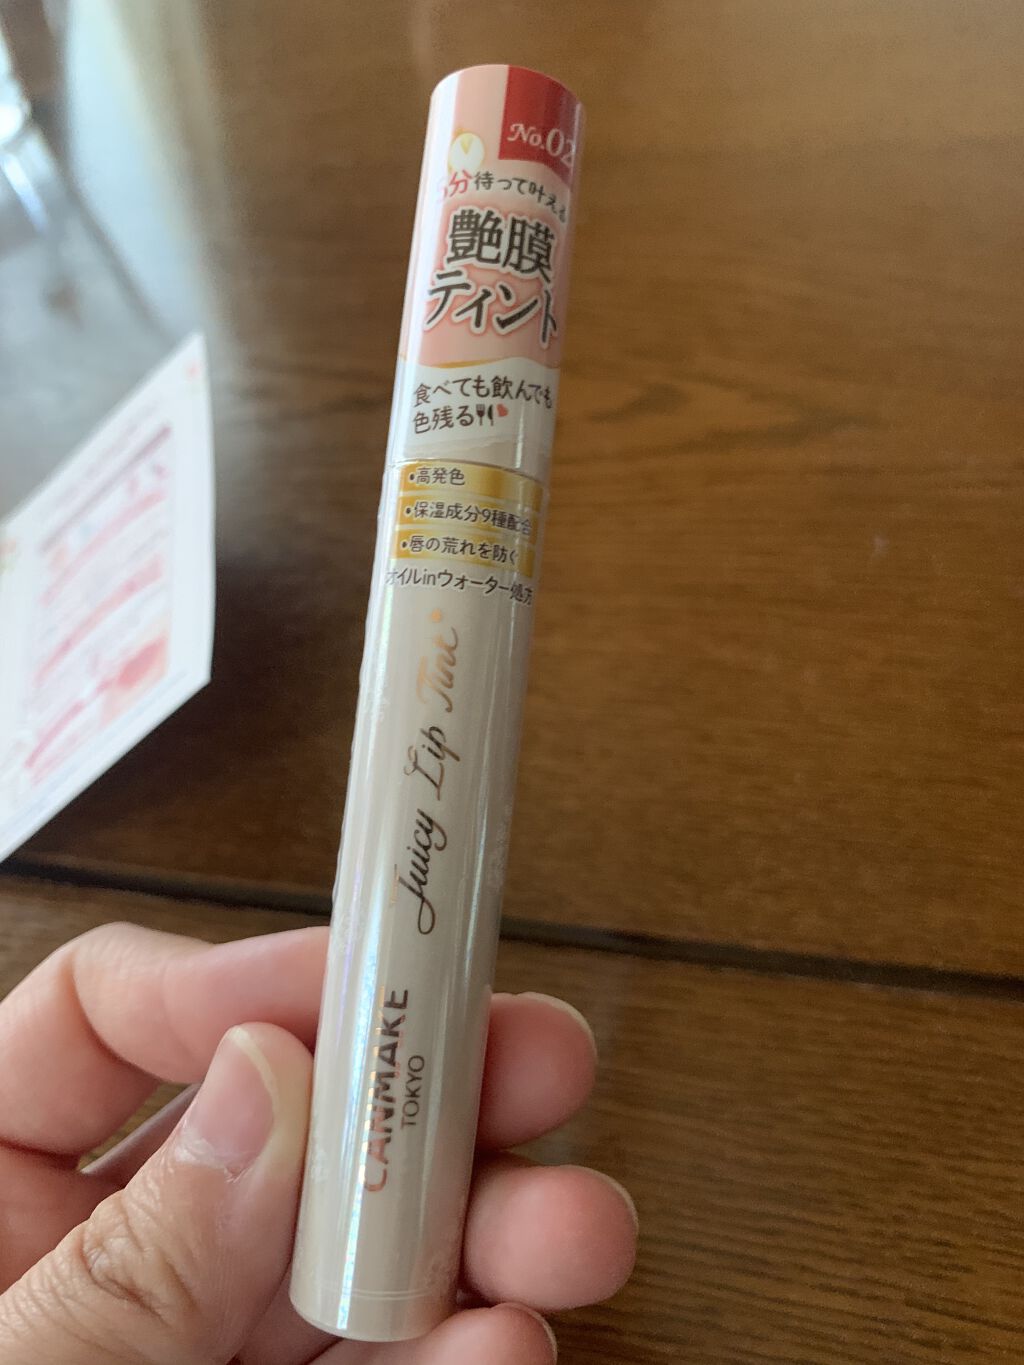 No.02
分待って叶える
艶膜
ティント
食べても飲んでも
色残る
•高発色
•保湿成分9種配合
•唇の荒れを防ぐ
オイルinウォーター処方
Juicy Lip Tint
CANMAKE
TOKYO